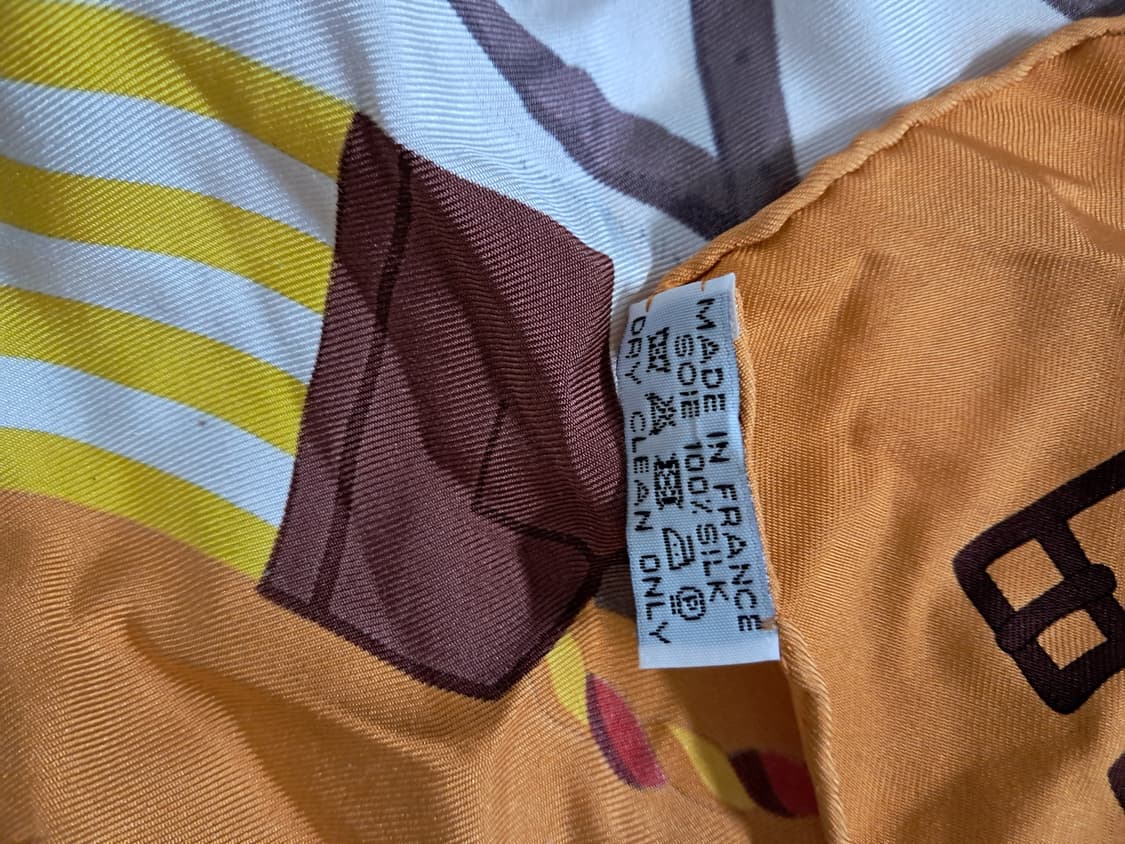 MADE IN FRANCE
SOIE 100% SILK
P
DRY CLEAN ONLY